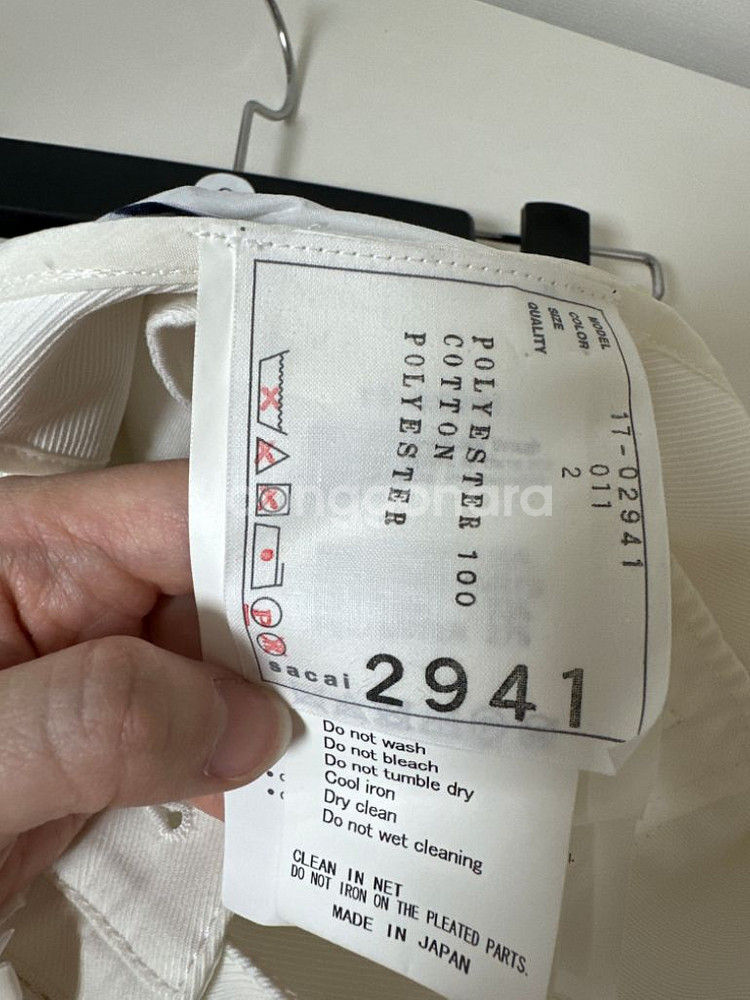 MODEL 17-02941
COLOR 011
SIZE 2
QUALITY
POLYESTER 100
COTTON
POLYESTER
sacai 2941
Do not wash
Do not bleach
Do not tumble dry
Cool iron
Dry clean
Do not wet cleaning
CLEAN IN NET
DO NOT IRON ON THE PLEATED PARTS.
MADE IN JAPAN
P